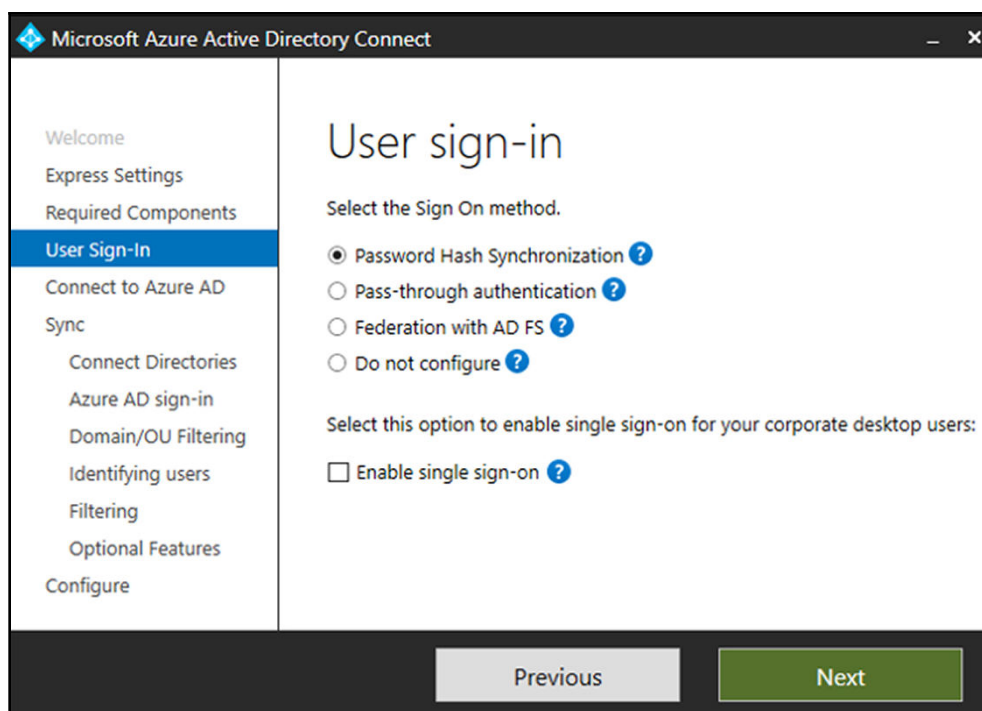 Microsoft Azure Active Directory Connect
Welcome
Express Settings
Required Components
User Sign-In
Connect to Azure AD
Sync
Connect Directories
Azure AD sign-in
Domain/OU Filtering
Identifying users
Filtering
Optional Features
Configure
User sign-in
Select the Sign On method.
Password Hash Synchronization ?
Pass-through authentication ?
Federation with AD FS ?
Do not configure ?
Select this option to enable single sign-on for your corporate desktop users:
Enable single sign-on ?
Previous
Next